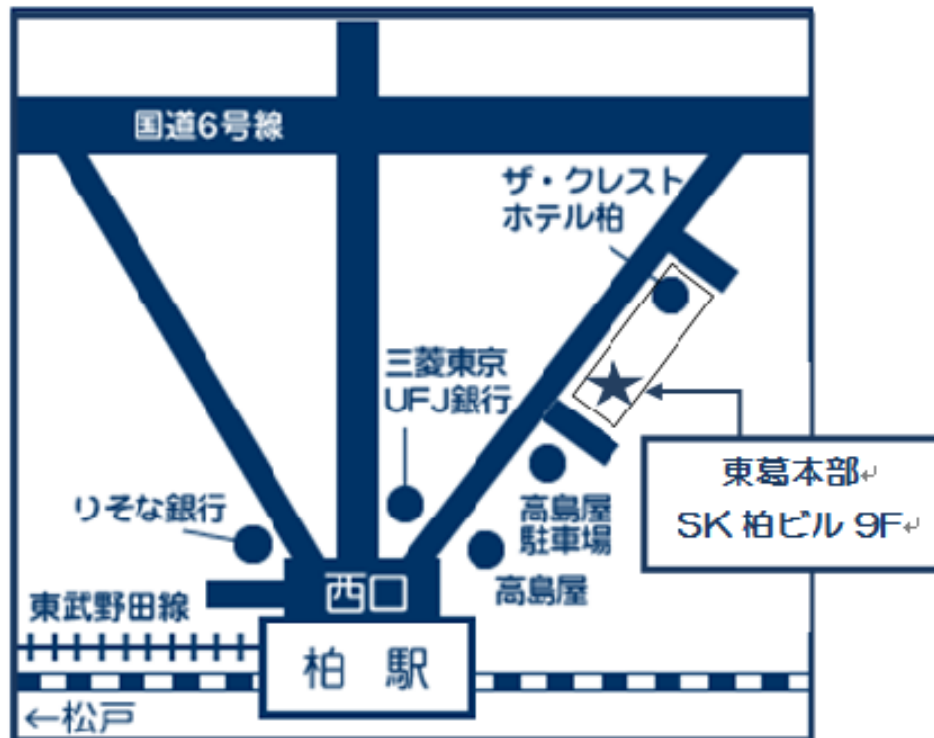 国道6号線
ザ・クレスト
ホテル柏
三菱東京
UFJ銀行
東葛本部↵
SK柏ビル 9F↵
りそな銀行
高島屋
駐車場
高島屋
西口
東武野田線
柏 駅
←松戸